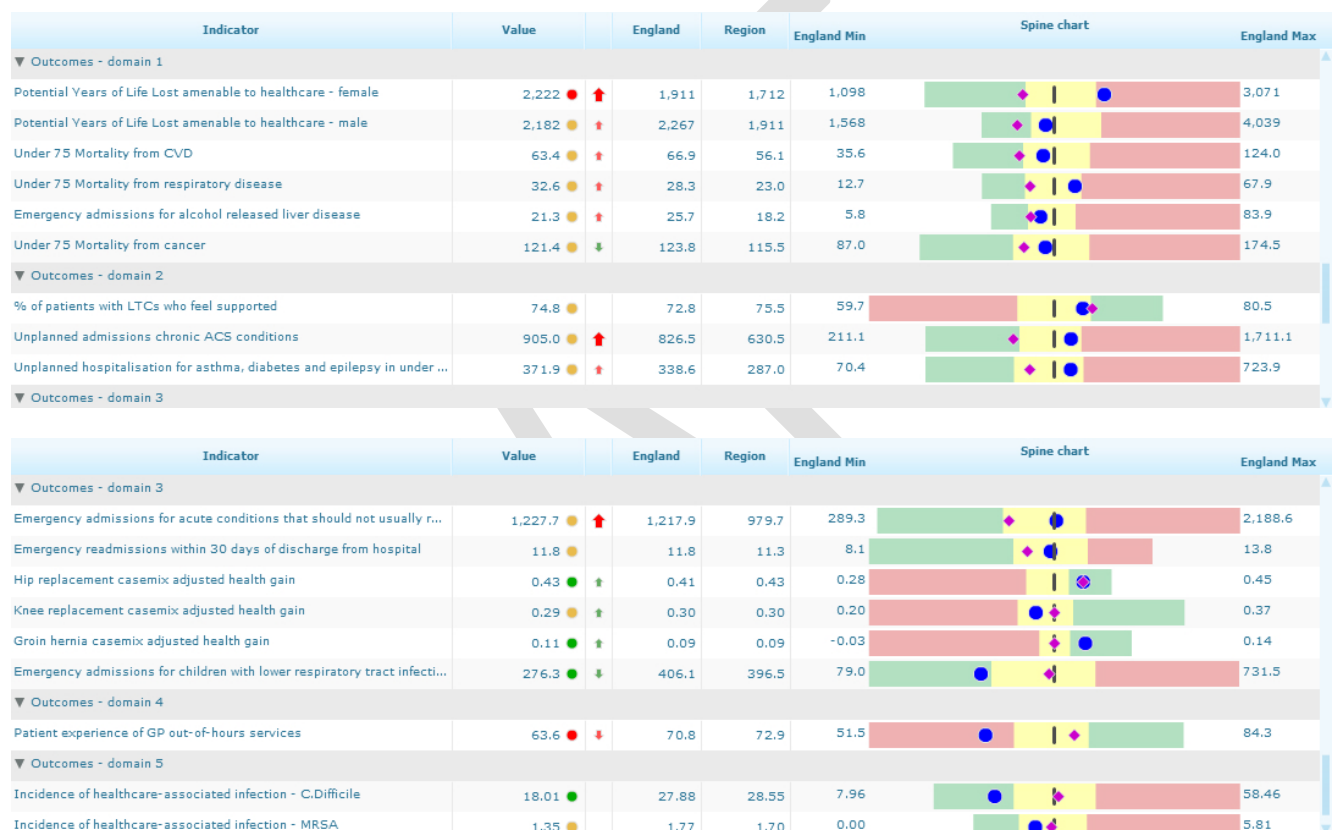 Indicator Value England Region England Min Spine chart England Max
▼ Outcomes - domain 1
Potential Years of Life Lost amenable to healthcare - female 2,222 1,911 1,712 1,098 3,071
Potential Years of Life Lost amenable to healthcare - male 2,182 2,267 1,911 1,568 4,039
Under 75 Mortality from CVD 63.4 66.9 56.1 35.6 124.0
Under 75 Mortality from respiratory disease 32.6 28.3 23.0 12.7 67.9
Emergency admissions for alcohol released liver disease 21.3 25.7 18.2 5.8 83.9
Under 75 Mortality from cancer 121.4 123.8 115.5 87.0 174.5
▼ Outcomes - domain 2
% of patients with LTCs who feel supported 74.8 72.8 75.5 59.7 80.5
Unplanned admissions chronic ACS conditions 905.0 826.5 630.5 211.1 1,711.1
Unplanned hospitalisation for asthma, diabetes and epilepsy in under ... 371.9 338.6 287.0 70.4 723.9
▼ Outcomes - domain 3
Indicator Value England Region England Min Spine chart England Max
▼ Outcomes - domain 3
Emergency admissions for acute conditions that should not usually r... 1,227.7 1,217.9 979.7 289.3 2,188.6
Emergency readmissions within 30 days of discharge from hospital 11.8 11.8 11.3 8.1 13.8
Hip replacement casemix adjusted health gain 0.43 0.41 0.43 0.28 0.45
Knee replacement casemix adjusted health gain 0.29 0.30 0.30 0.20 0.37
Groin hernia casemix adjusted health gain 0.11 0.09 0.09 -0.03 0.14
Emergency admissions for children with lower respiratory tract infecti... 276.3 406.1 396.5 79.0 731.5
▼ Outcomes - domain 4
Patient experience of GP out-of-hours services 63.6 70.8 72.9 51.5 84.3
▼ Outcomes - domain 5
Incidence of healthcare-associated infection - C.Difficile 18.01 27.88 28.55 7.96 58.46
Incidence of healthcare-associated infection - MRSA 1.35 1.77 1.70 0.00 5.81